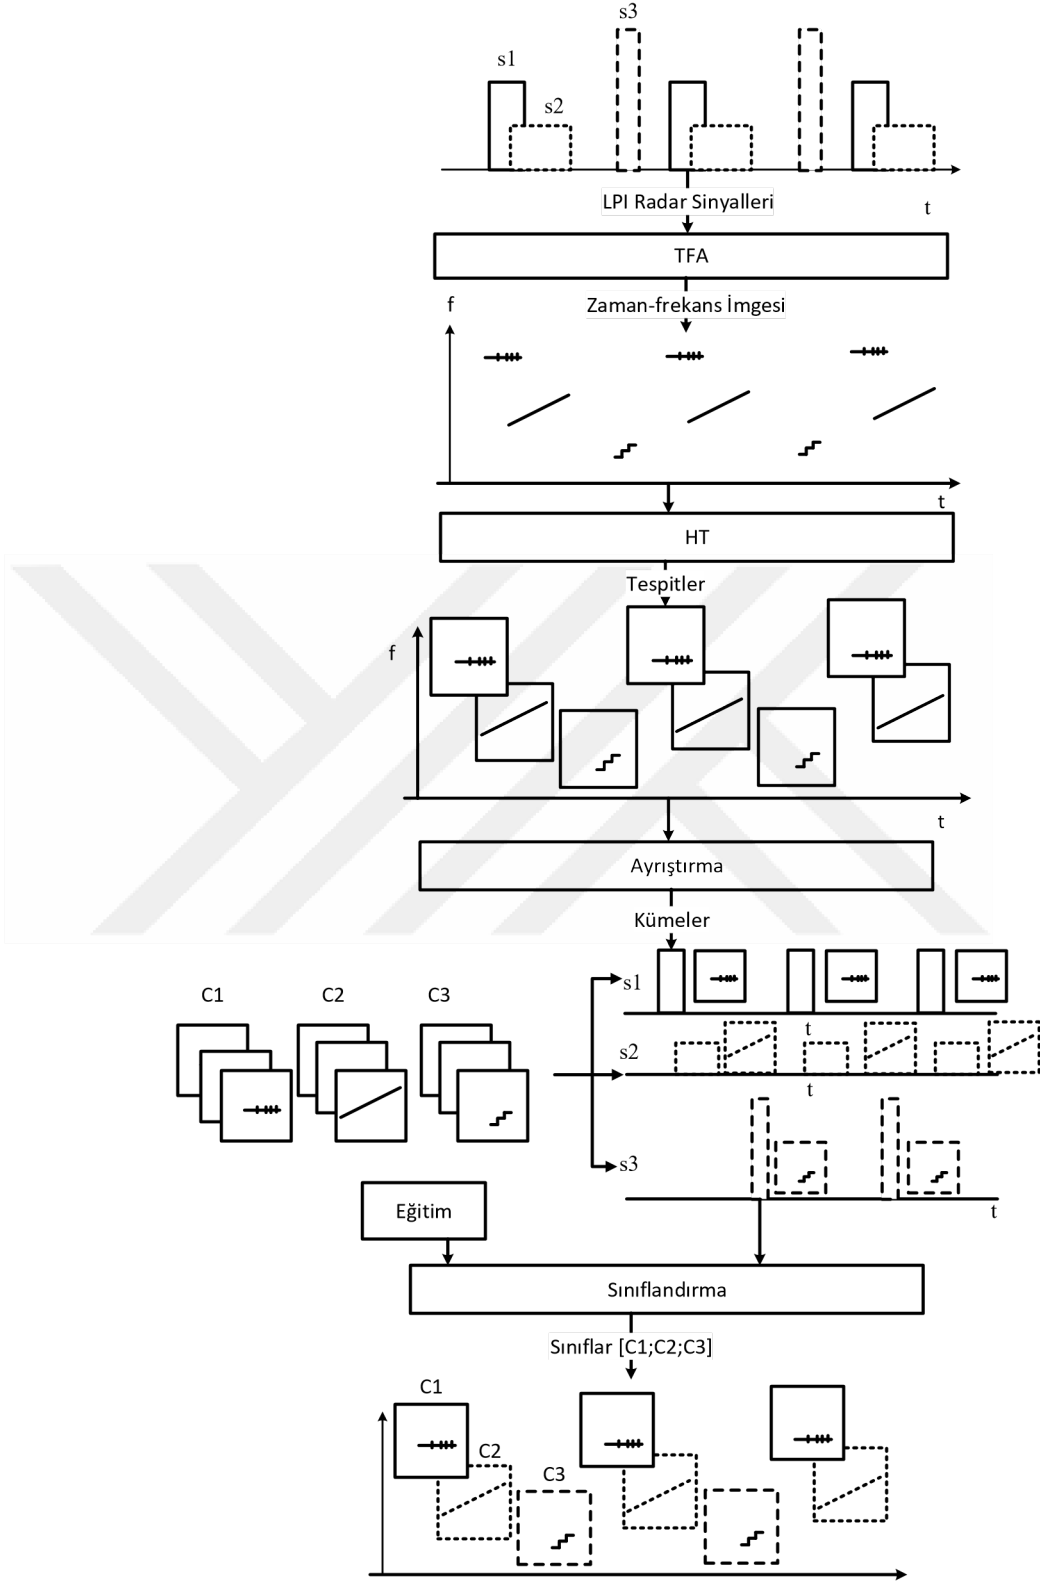 s3
s1
s2
LPI Radar Sinyalleri
t
TFA
f
Zaman-frekans İmgesi
t
HT
Tespitler
f
t
Ayrıştırma
Kümeler
C1 C2 C3
s1
t
s2
t
s3
t
Eğitim
Sınıflandırma
Sınıflar [C1;C2;C3]
C1
C2
C3